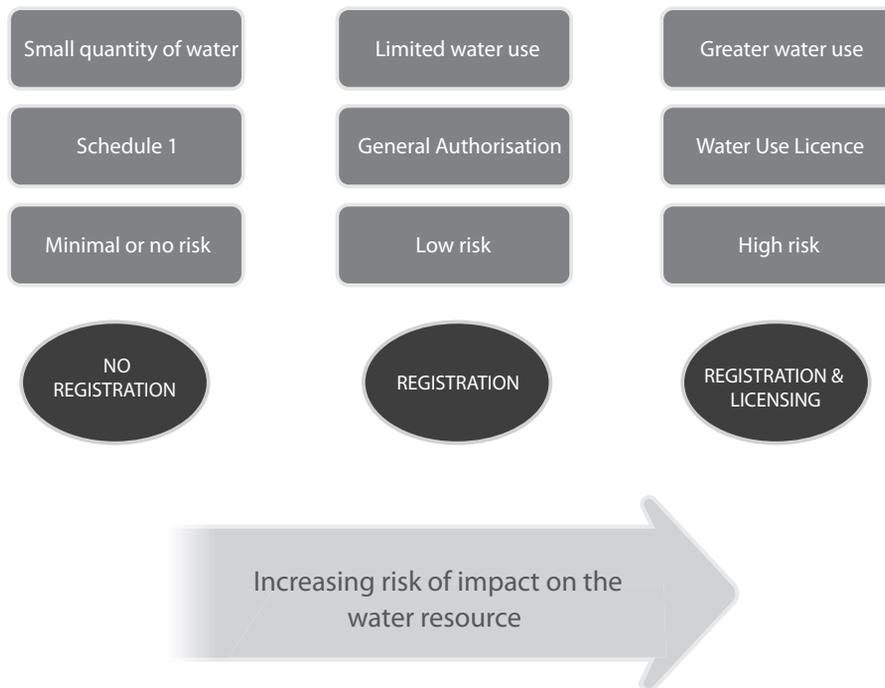 Small quantity of water
Limited water use
Greater water use
Schedule 1
General Authorisation
Water Use Licence
Minimal or no risk
Low risk
High risk
NO
REGISTRATION
REGISTRATION
REGISTRATION &
LICENSING
Increasing risk of impact on the
water resource